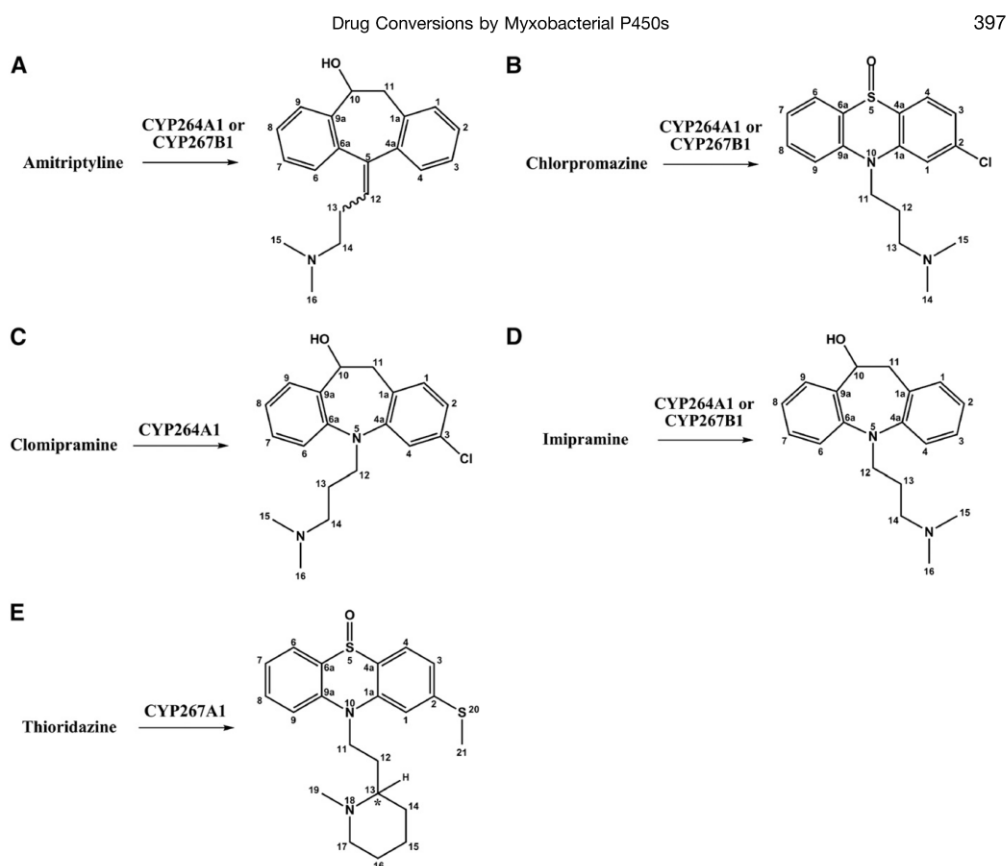 Drug Conversions by Myxobacterial P450s 397
A
HO
11
10
9
1
8
9a
1a
2
6a
4a
7
5
3
6
4
13
12
15
14
N
16
CYP264A1 or
CYP267B1
Amitriptyline
B
O
6
S
4
7
6a
5
4a
3
8
9a
N
10
1a
2
Cl
9
1
11
12
13
N
15
14
CYP264A1 or
CYP267B1
Chlorpromazine
C
HO
11
10
9
1
8
9a
1a
2
6a
5
4a
7
N
3
6
4
Cl
13
12
15
14
N
16
Clomipramine
CYP264A1
D
HO
11
10
9
1
8
9a
1a
2
6a
5
4a
7
N
3
6
4
12
13
14
N
15
16
CYP264A1 or
CYP267B1
Imipramine
E
O
6
S
4
7
6a
5
4a
3
8
9a
10
1a
2
S
20
9
N
1
21
11
12
H
19
13
18
N
*
14
17
15
16
Thioridazine
CYP267A1